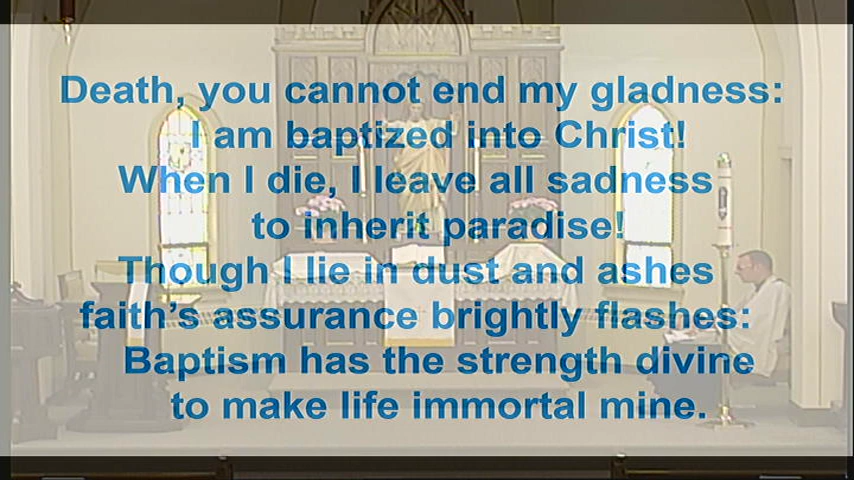 Death, you cannot end my gladness:
I am baptized into Christ!
When I die, I leave all sadness
to inherit paradise!
Though I lie in dust and ashes
faith’s assurance brightly flashes:
Baptism has the strength divine
to make life immortal mine.